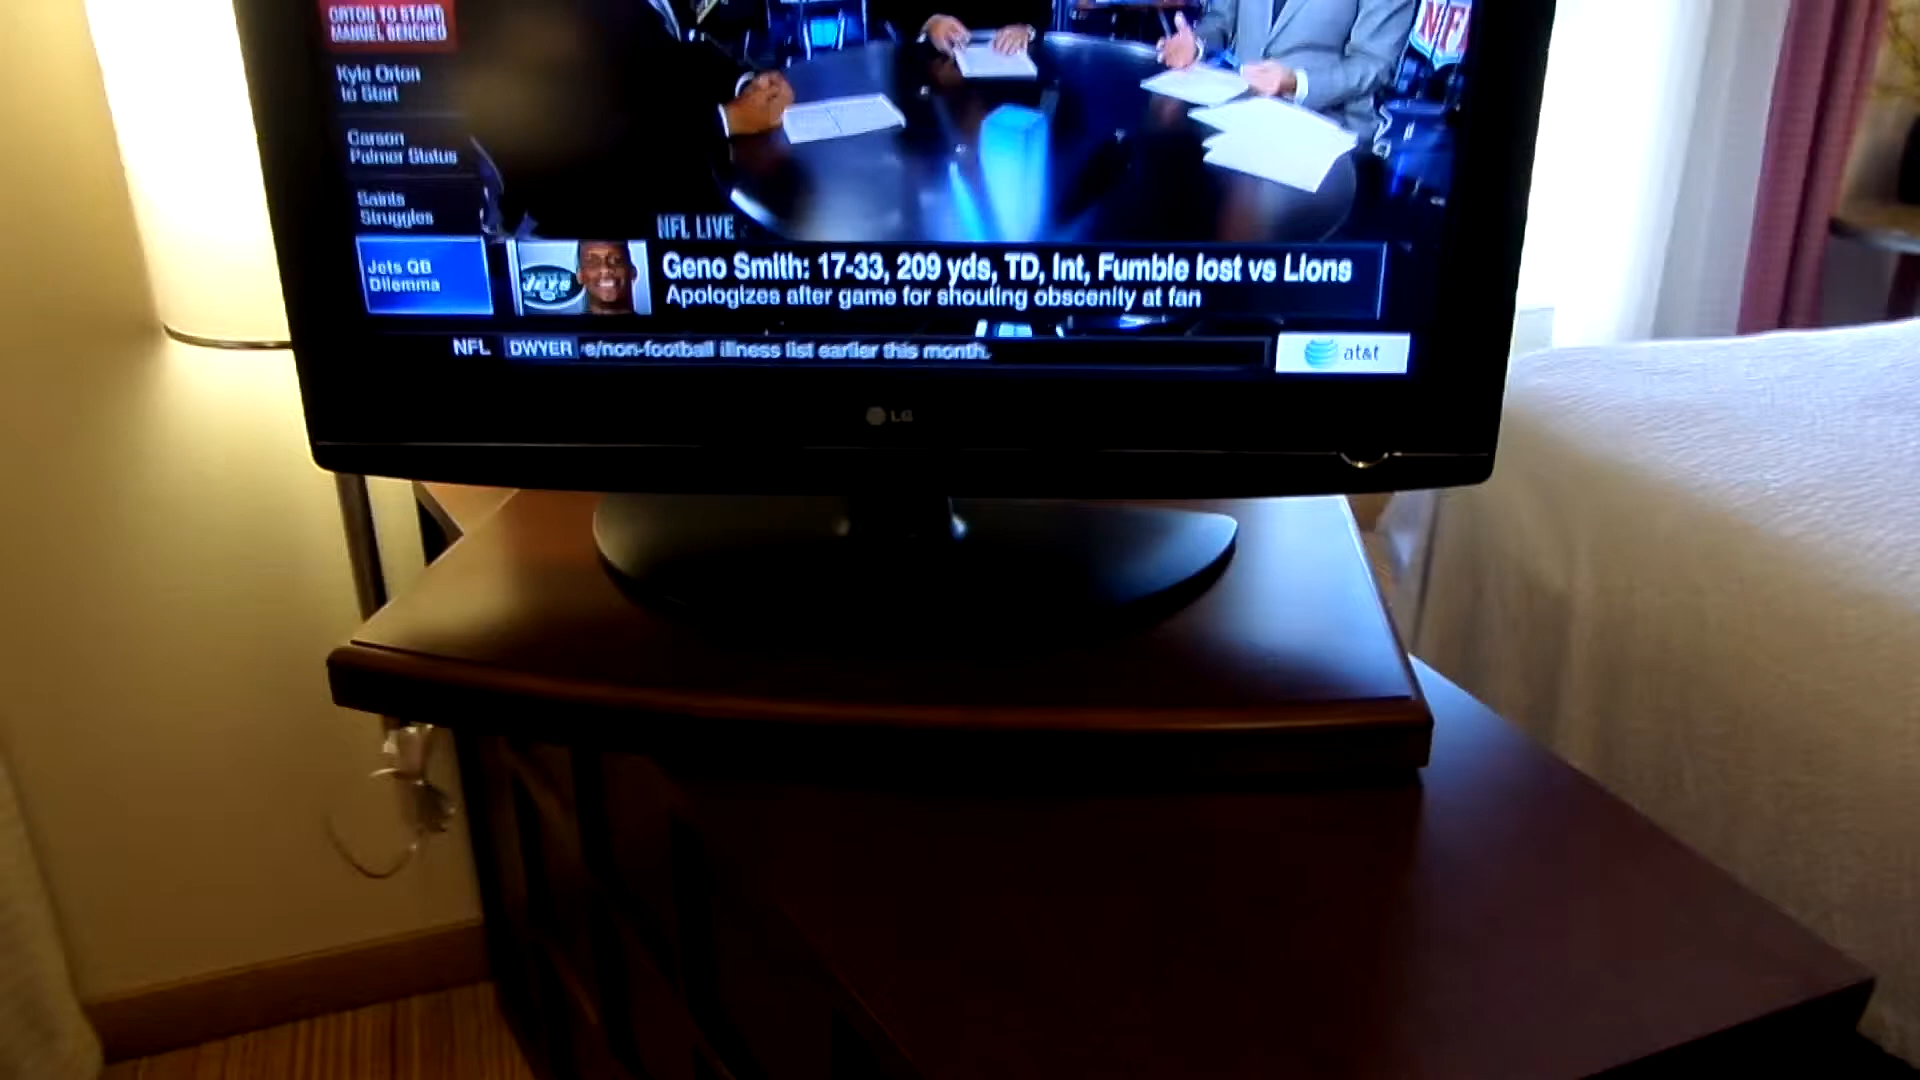 ORTON TO START
MANUEL BENCHED
Kyle Orton
to Start
Carson
Palmer Status
Saints
Struggles
Jets QB
Dilemma
NFL
NFL LIVE
JETS
Geno Smith: 17-33, 209 yds, TD, Int, Fumble lost vs Lions
Apologizes after game for shouting obscenity at fan
NFL DWYER e/non-football illness list earlier this month.
at&t
LG